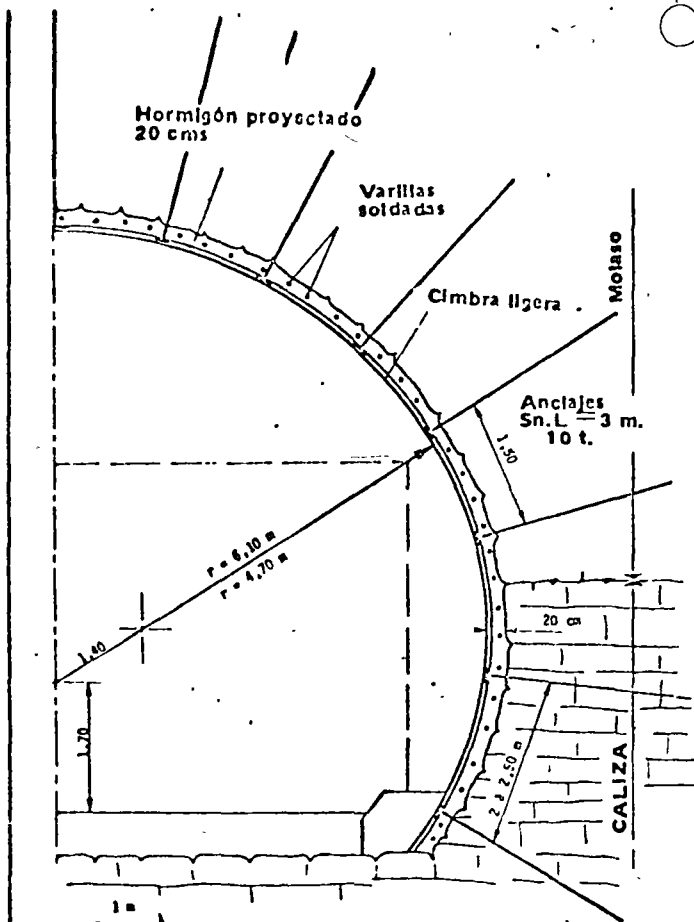 Hormigón proyectado
20 cms
Varillas
soldadas
Cimbra ligera
Molaso
Anclajes
Sn.L = 3 m.
10 t.
1,50
r = 6,10 m
r = 4,70 m
1,40
20 cm
1,70
2 a 2,50 m
CALIZA
1 m